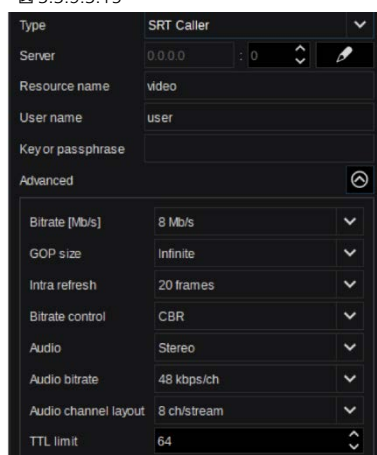 Type SRT Caller
Server 0.0.0.0 : 0
Resource name video
User name user
Key or passphrase
Advanced
Bitrate [Mb/s] 8 Mb/s
GOP size Infinite
Intra refresh 20 frames
Bitrate control CBR
Audio Stereo
Audio bitrate 48 kbps/ch
Audio channel layout 8 ch/stream
TTL limit 64